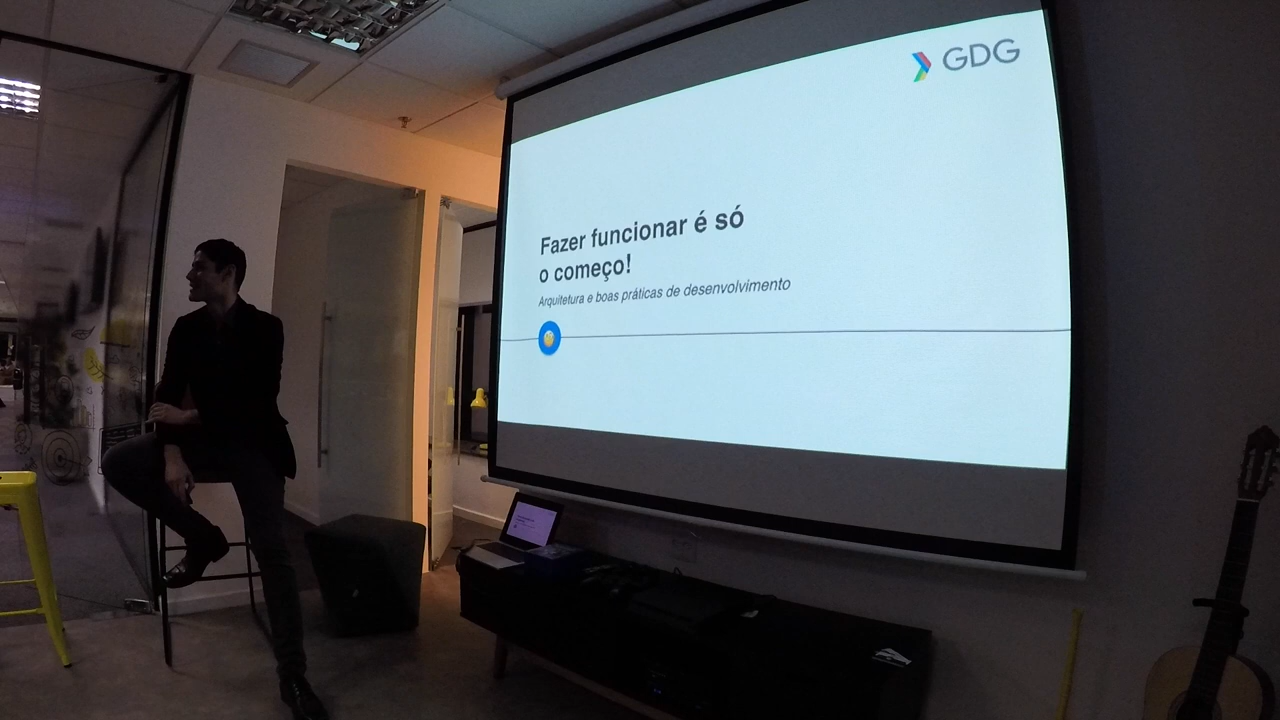 GDG
Fazer funcionar é só
o começo!
Arquitetura e boas práticas de desenvolvimento